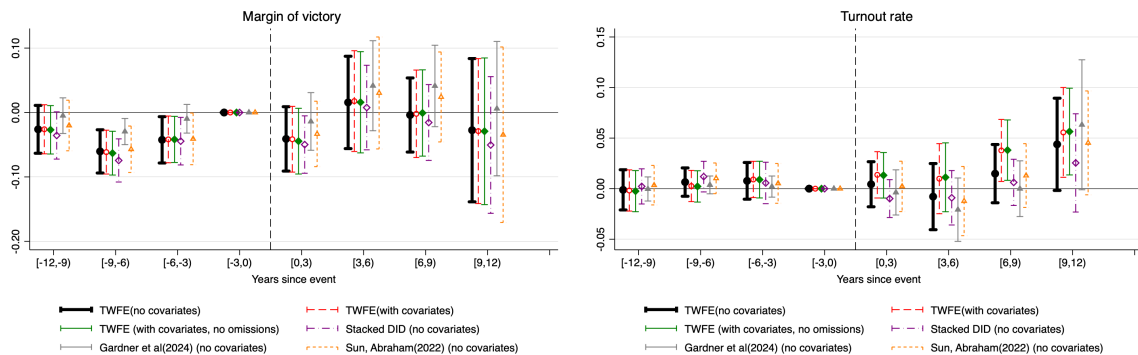 Margin of victory
0.10
0.00
-0.10
-0.20
[-12,-9) [-9,-6) [-6,-3) [-3,0) [0,3) [3,6) [6,9) [9,12)
Years since event
TWFE(no covariates) TWFE(with covariates)
TWFE (with covariates, no omissions) Stacked DID (no covariates)
Gardner et al(2024) (no covariates) Sun, Abraham(2022) (no covariates)
Turnout rate
0.15
0.10
0.05
0.00
-0.05
[-12,-9) [-9,-6) [-6,-3) [-3,0) [0,3) [3,6) [6,9) [9,12)
Years since event
TWFE(no covariates) TWFE(with covariates)
TWFE (with covariates, no omissions) Stacked DID (no covariates)
Gardner et al(2024) (no covariates) Sun, Abraham(2022) (no covariates)